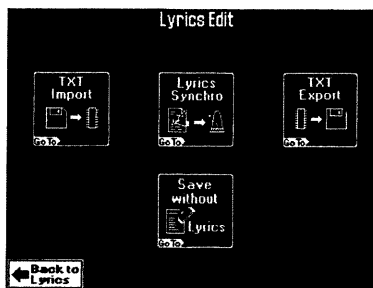 Lyrics Edit
TXT
Import
Go To
Lyrics
Synchro
Go To
TXT
Export
Go To
Save
without
Lyrics
Go To
Back to
Lyrics